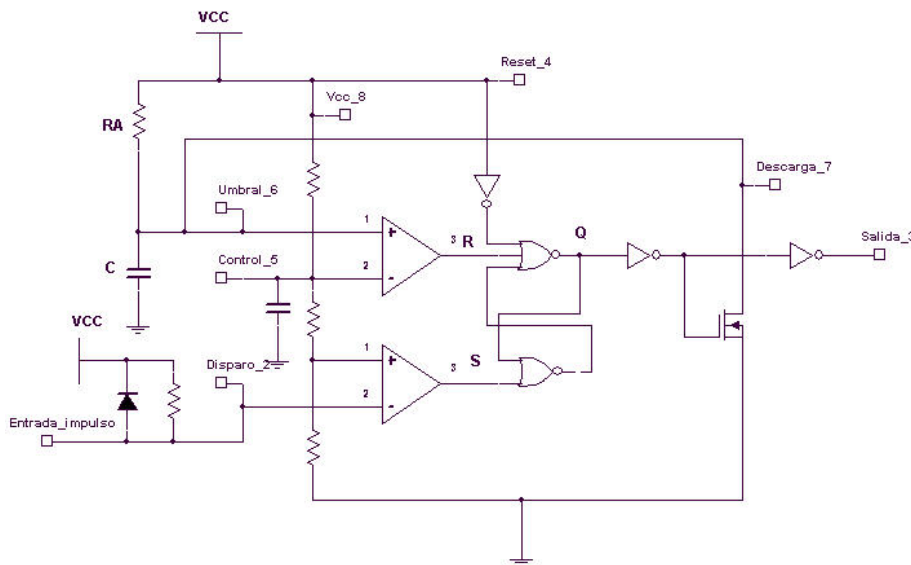 VCC
Reset_4
Vcc_8
RA
Descarga_7
Umbral_6
1
+
3
R
Q
Salida_3
2
-
C
Control_5
VCC
1
+
3
S
Disparo_2
2
-
Entrada_impulso